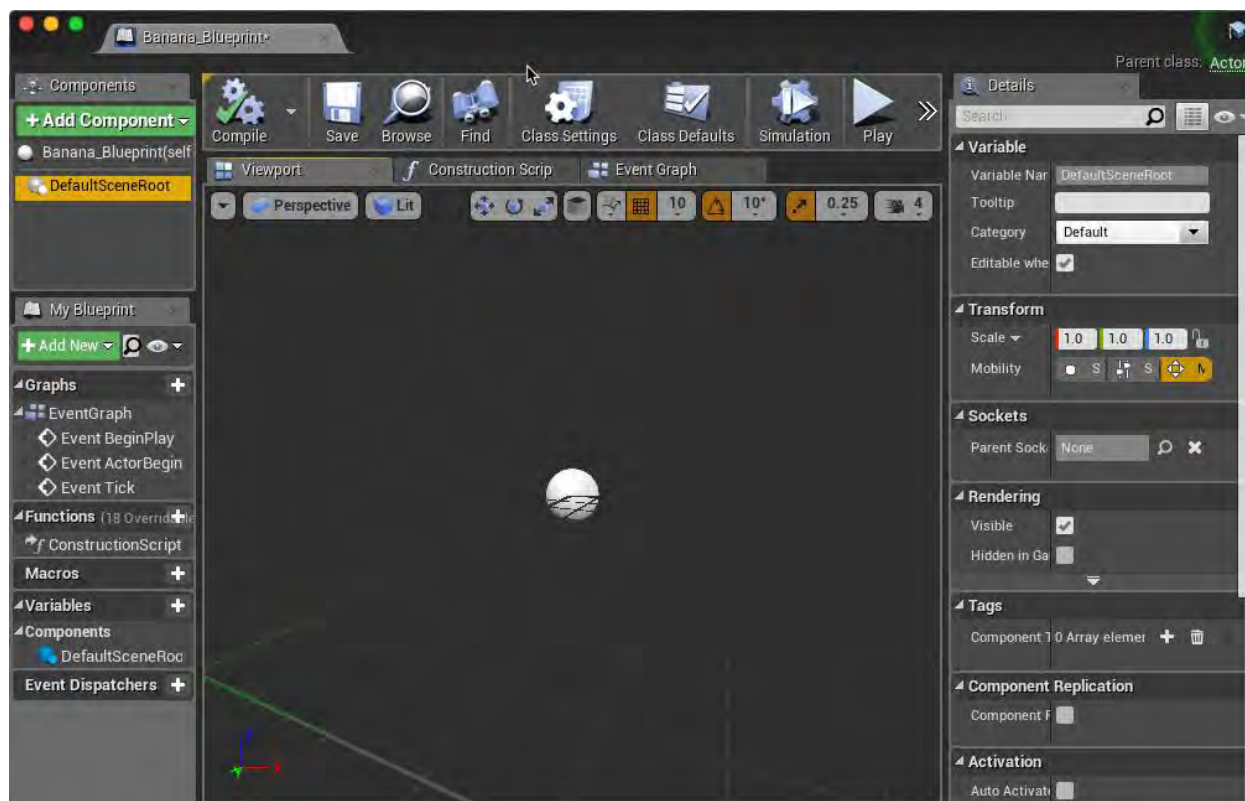 Banana_Blueprint*
Parent class: Actor
Components
+Add Component
Banana_Blueprint(self
DefaultSceneRoot
Compile
Save
Browse
Find
Class Settings
Class Defaults
Simulation
Play
Viewport
Construction Scrip
Event Graph
Perspective
Lit
10
10°
0.25
4
My Blueprint
+Add New
Graphs
EventGraph
Event BeginPlay
Event ActorBegin
Event Tick
Functions (18 Overridable
ConstructionScript
Macros
Variables
Components
DefaultSceneRoo
Event Dispatchers
Details
Search
Variable
Variable Nar DefaultSceneRoot
Tooltip
Category Default
Editable whe
Transform
Scale 1.0 1.0 1.0
Mobility S S M
Sockets
Parent Sock None
Rendering
Visible
Hidden in Ga
Tags
Component T 0 Array elemer
Component Replication
Component F
Activation
Auto Activate